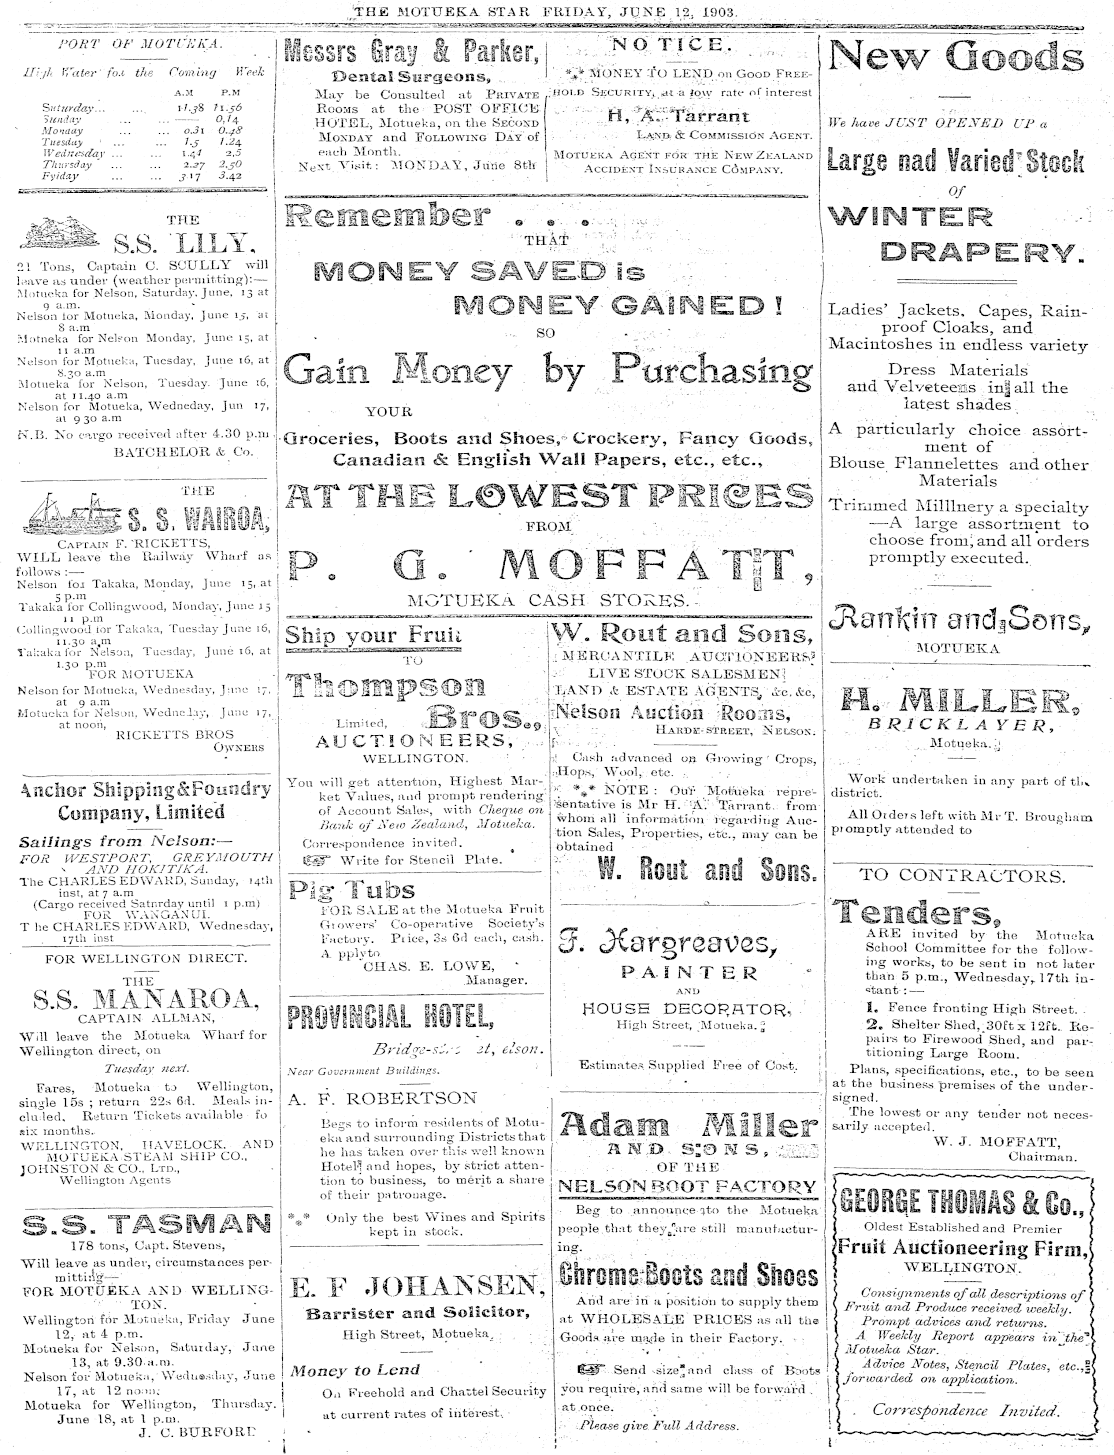 THE MOTUEKA STAR FRIDAY, JUNE 12, 1903.
PORT OF MOTUEKA.
High Water for the Coming Week
A.M P.M
Saturday... ... 11.38 11.56
Sunday ... ... —— 0,14
Monday ... ... 0.31 0.48
Tuesday ... ... 1.5 1.24
Wednesday ... ... 1.41 2,5
Thursday ... ... 2.27 2.50
Fyiday ... ... 3 17 3.42
THE
S.S. LILY,
21 Tons, Captain C. SCULLY will
leave as under (weather permitting):—
Motueka for Nelson, Saturday, June, 13 at
9 a.m.
Nelson for Motueka, Monday, June 15, at
8 a.m
Motneka for Nelson Monday, June 15, at
11 a.m
Nelson for Motueka, Tuesday, June 16, at
8.30 a.m
Motueka for Nelson, Tuesday. June 16,
at 11.40 a.m
Nelson for Motueka, Wedneday, Jun 17,
at 9 30 a.m
N.B. No cargo received after 4.30 p.m
BATCHELOR & Co.
THE
S. S. WAIROA,
CAPTAIN F. RICKETTS,
WILL leave the Railway Wharf as
follows :—
Nelson for Takaka, Monday, June 15, at
5 p.m
Takaka for Collingwood, Monday, June 15
11 p.m
Collingwood for Takaka, Tuesday June 16,
11.30 a.m
Takaka for Nelson, Tuesday, June 16, at
1.30 p.m
FOR MOTUEKA
Nelson for Motueka, Wednesday, June 17,
at 9 a.m
Motueka for Nelson, Wednesday, June 17,
at noon,
RICKETTS BROS
OWNERS
Anchor Shipping & Foundry
Company, Limited
Sailings from Nelson:—
FOR WESTPORT, GREYMOUTH
AND HOKITIKA.
The CHARLES EDWARD, Sunday, 14th
inst, at 7 a.m
(Cargo received Satnrday until 1 p.m)
FOR WANGANUI.
T he CHARLES EDWARD, Wednesday,
17th inst
FOR WELLINGTON DIRECT.
THE
S.S. MANAROA,
CAPTAIN ALLMAN,
Will leave the Motueka Wharf for
Wellington direct, on
Tuesday next.
Fares, Motueka to Wellington,
single 15s ; return 22s 6d. Meals in-
cluded. Return Tickets available fo
six months.
WELLINGTON, HAVELOCK. AND
MOTUEKA STEAM SHIP CO.,
JOHNSTON & CO., LTD.,
Wellington Agents
S.S. TASMAN
178 tons, Capt. Stevens,
Will leave as under, circumstances per-
mitting—
FOR MOTUEKA AND WELLING-
TON.
Wellington for Motueka, Friday June
12, at 4 p.m.
Motueka for Nelson, Saturday, June
13, at 9.30 a.m.
Nelson for Motueka, Wednesday, June
17, at 12 noon;
Motueka for Wellington, Thursday.
June 18, at 1 p.m.
J. C. BURFORD
Messrs Gray & Parker,
Dental Surgeons,
May be Consulted at PRIVATE
ROOMS at the POST OFFICE
HOTEL, Motueka, on the SECOND
MONDAY and FOLLOWING DAY of
each Month.
Next Visit: MONDAY, June 8th
NOTICE.
*** MONEY TO LEND on GOOD FREE-
HOLD SECURITY, at a low rate of interest
H, A. Tarrant
LAND & COMMISSION AGENT.
MOTUEKA AGENT FOR THE NEW ZEALAND
ACCIDENT INSURANCE COMPANY.
Remember . . .
THAT
MONEY SAVED is
MONEY GAINED !
SO
Gain Money by Purchasing
YOUR
Groceries, Boots and Shoes, Crockery, Fancy Goods,
Canadian & English Wall Papers, etc., etc.,
AT THE LOWEST PRICES
FROM
P. G. MOFFATT,
MOTUEKA CASH STORES.
Ship your Fruit
TO
Thompson
Limited, Bros.,
AUCTIONEERS,
WELLINGTON.
You will get attention, Highest Mar-
ket Values, and prompt rendering
of Account Sales, with Cheque on
Bank of New Zealand, Motueka.
Correspondence invited.
☞ Write for Stencil Plate.
Pig Tubs
FOR SALE at the Motueka Fruit
Growers' Co-operative Society's
Factory. Price, 3s 6d each, cash.
A pplyto
CHAS. E. LOWE,
Manager.
PROVINCIAL HOTEL,
Bridge-street, elson.
Near Government Buildings.
A. F. ROBERTSON
Begs to inform residents of Motu-
eka and surrounding Districts that
he has taken over this well known
Hotel and hopes, by strict atten-
tion to business, to merit a share
of their patronage.
*** Only the best Wines and Spirits
kept in stock.
E. F JOHANSEN,
Barrister and Solicitor,
High Street, Motueka,
Money to Lend
On Freehold and Chattel Security
at current rates of interest,
W. Rout and Sons,
MERCANTILE AUCTIONEERS
LIVE STOCK SALESMEN
LAND & ESTATE AGENTS, &c, &c,
Nelson Auction Rooms,
HARDY-STREET, NELSON.
Cash advanced on Growing Crops,
Hops, Wool, etc.
*** NOTE : Our Motueka repre-
sentative is Mr H. A. Tarrant. from
whom all information regarding Auc-
tion Sales, Properties, etc., may can be
obtained
W. Rout and Sons.
F. Hargreaves,
PAINTER
AND
HOUSE DECORATOR,
High Street, Motueka.
Estimates Supplied Free of Cost.
Adam Miller
AND SONS,
OF THE
NELSON BOOT FACTORY
Beg to announce to the Motueka
people that they are still manufactur-
ing.
Chrome Boots and Shoes
And are in a position to supply them
at WHOLESALE PRICES as all the
Goods are made in their Factory.
☞ Send size and class of Boots
you require, and same will be forward
at once.
Please give Full Address.
New Goods
We have JUST OPENED UP a
Large nad Varied Stock
Of
WINTER
DRAPERY.
Ladies' Jackets, Capes, Rain-
proof Cloaks, and
Macintoshes in endless variety
Dress Materials
and Velveteens in all the
latest shades
A particularly choice assort-
ment of
Blouse Flannelettes and other
Materials
Trimmed Milllnery a specialty
—A large assortment to
choose from, and all orders
promptly executed.
Rankin and Sons,
MOTUEKA
H. MILLER,
BRICKLAYER,
Motueka.
Work undertaken in any part of the
district.
All Orders left with Mr T. Brougham
promptly attended to
TO CONTRACTORS.
Tenders,
ARE invited by the Motueka
School Committee for the follow-
ing works, to be sent in not later
than 5 p.m., Wednesday, 17th in-
stant :—
1. Fence fronting High Street.
2. Shelter Shed, 30ft x 12ft. Re-
pairs to Firewood Shed, and par-
titioning Large Room.
Plans, specifications, etc., to be seen
at the business premises of the under-
signed.
The lowest or any tender not neces-
sarily accepted.
W. J. MOFFATT,
Chairman.
GEORGE THOMAS & Co.,
Oldest Established and Premier
Fruit Auctioneering Firm,
WELLINGTON.
Consignments of all descriptions of
Fruit and Produce received weekly.
Prompt advices and returns.
A Weekly Report appears in the
Motueka Star.
Advice Notes, Stencil Plates, etc.,
forwarded on application.
Correspondence Invited.